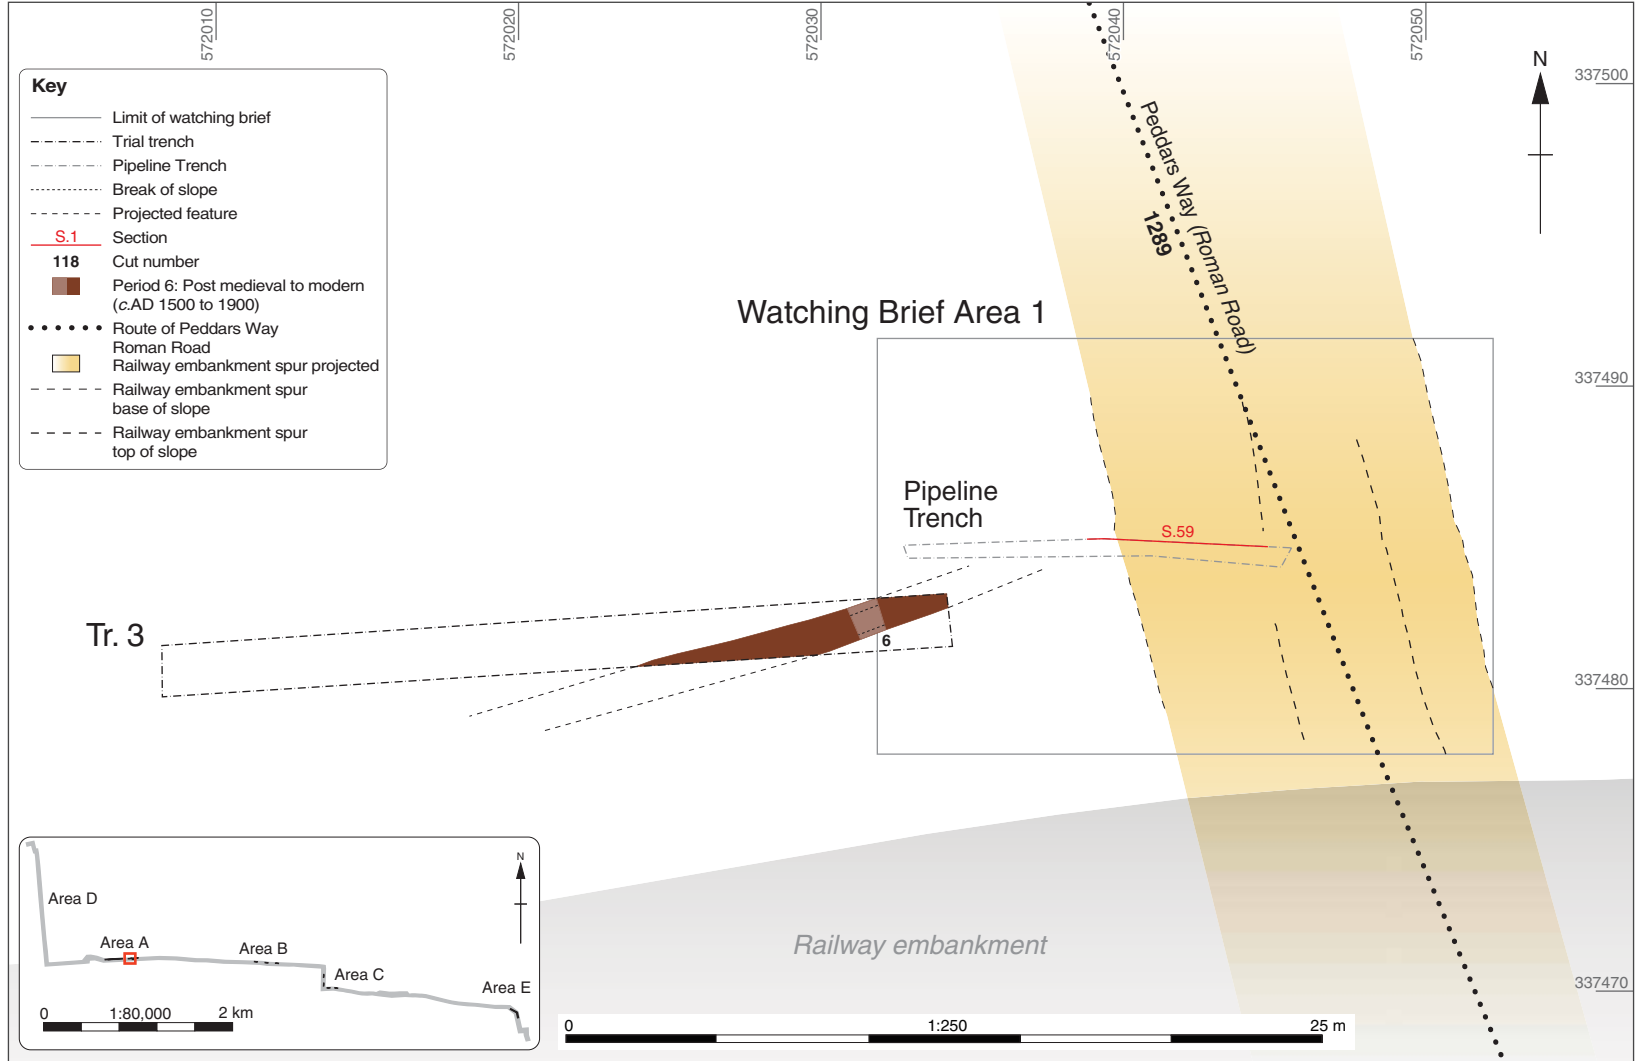 572010
572020
572030
572040
572050
337500
337490
337480
337470
N
Key
Limit of watching brief
Trial trench
Pipeline Trench
Break of slope
Projected feature
S.1 Section
118 Cut number
Period 6: Post medieval to modern
(c.AD 1500 to 1900)
Route of Peddars Way
Roman Road
Railway embankment spur projected
Railway embankment spur
base of slope
Railway embankment spur
top of slope
Peddars Way (Roman Road)
1289
Watching Brief Area 1
Pipeline
Trench
S.59
Tr. 3
6
Railway embankment
N
Area D
Area A
Area B
Area C
Area E
0 1:80,000 2 km
0 1:250 25 m